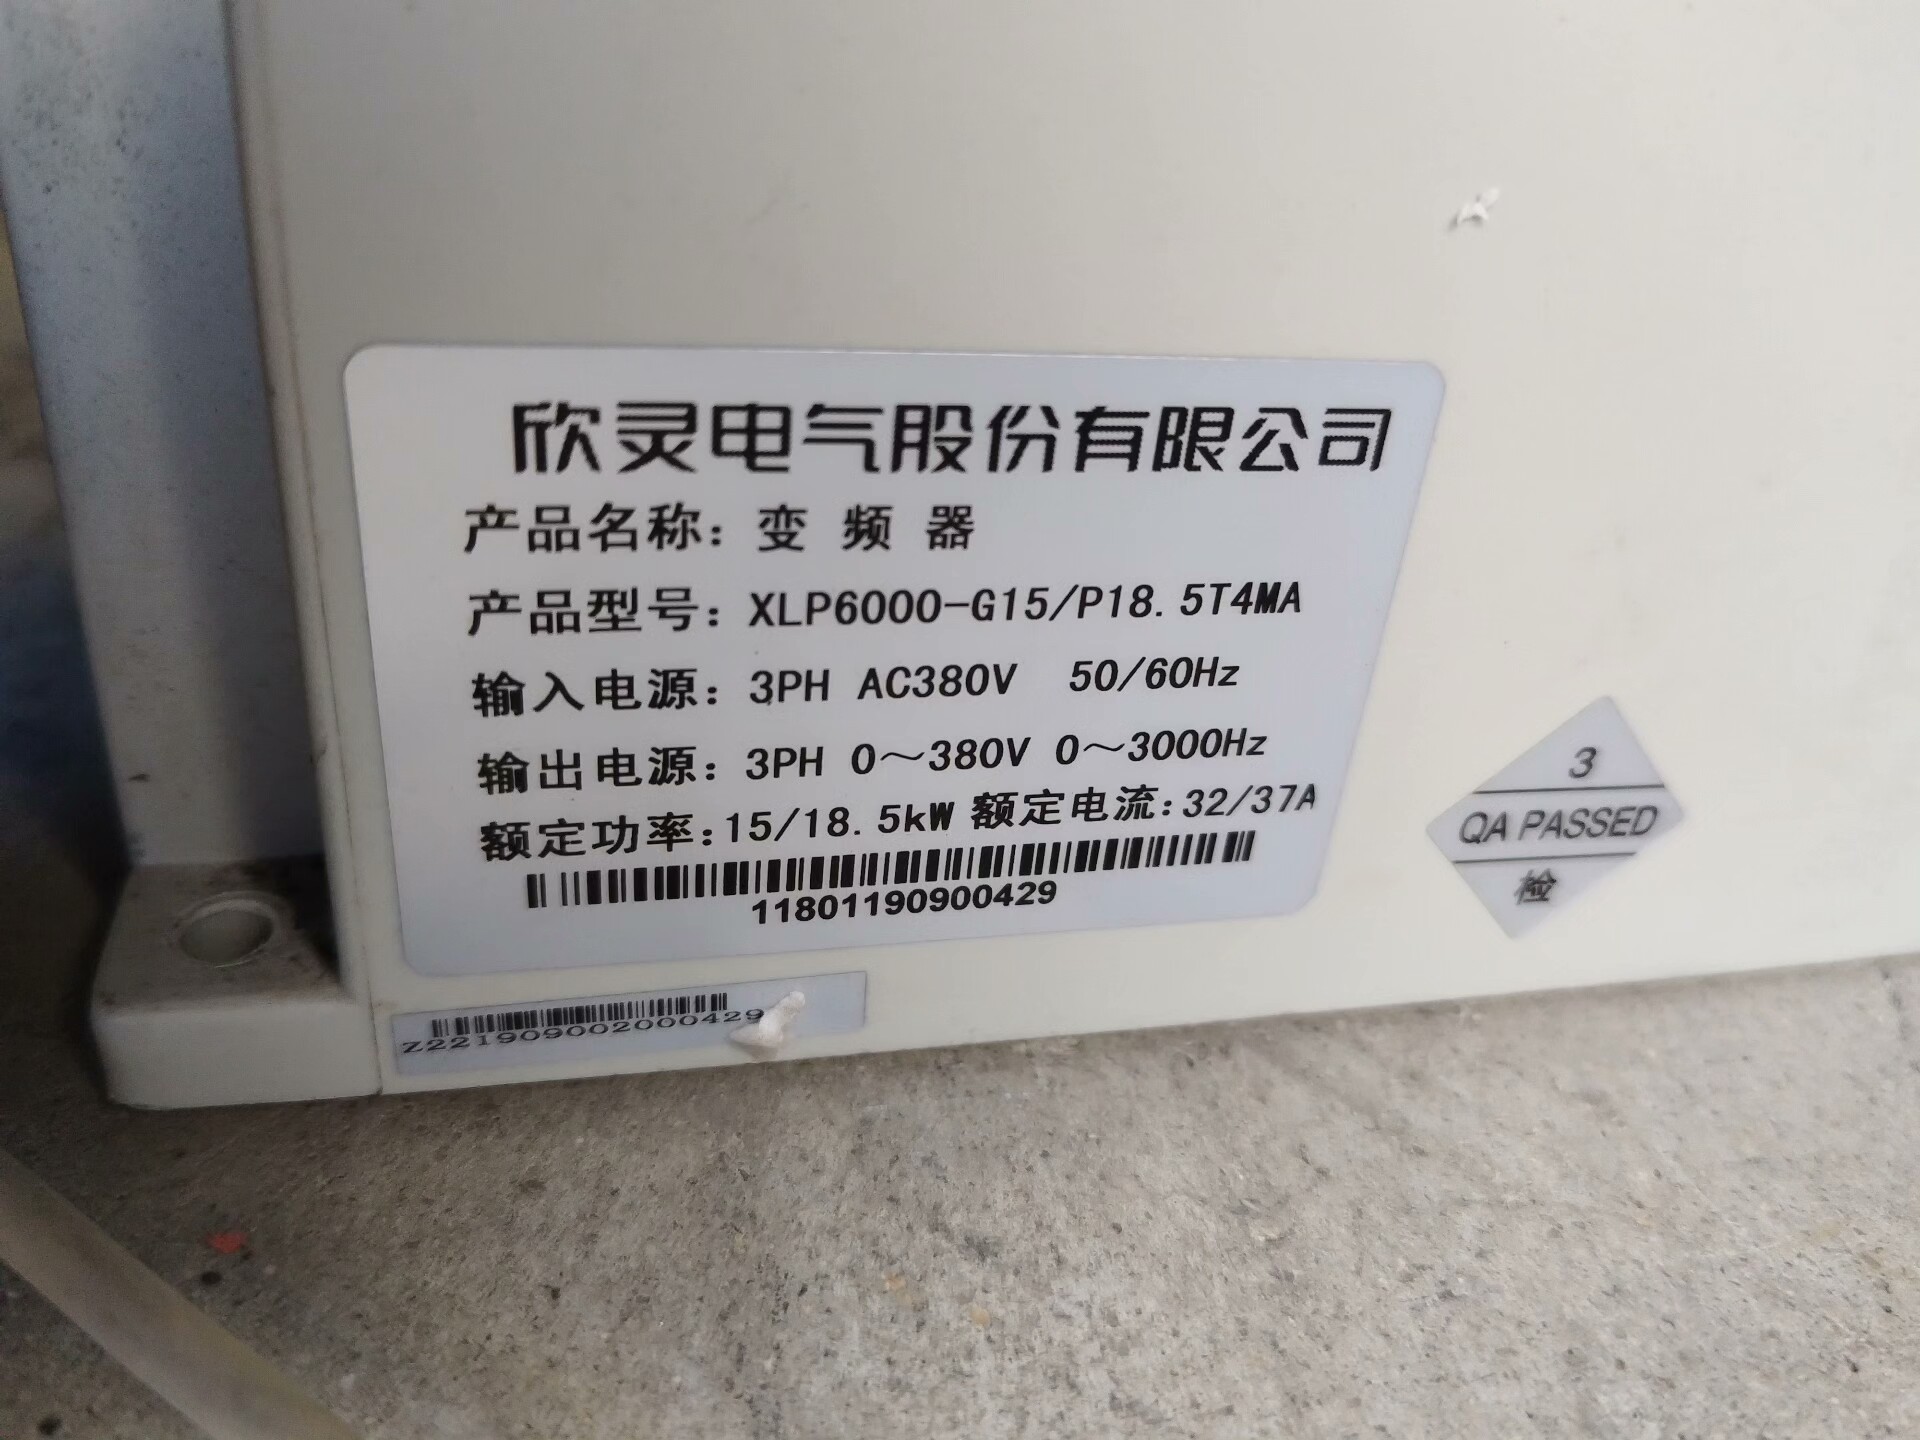 欣灵电气股份有限公司
产品名称：变 频 器
产品型号：XLP6000-G15/P18.5T4MA
输入电源：3PH AC380V 50/60Hz
输出电源：3PH 0～380V 0～3000Hz
额定功率：15/18.5kW 额定电流：32/37A
11801190900429
Z221909002000429
3
QA PASSED
检